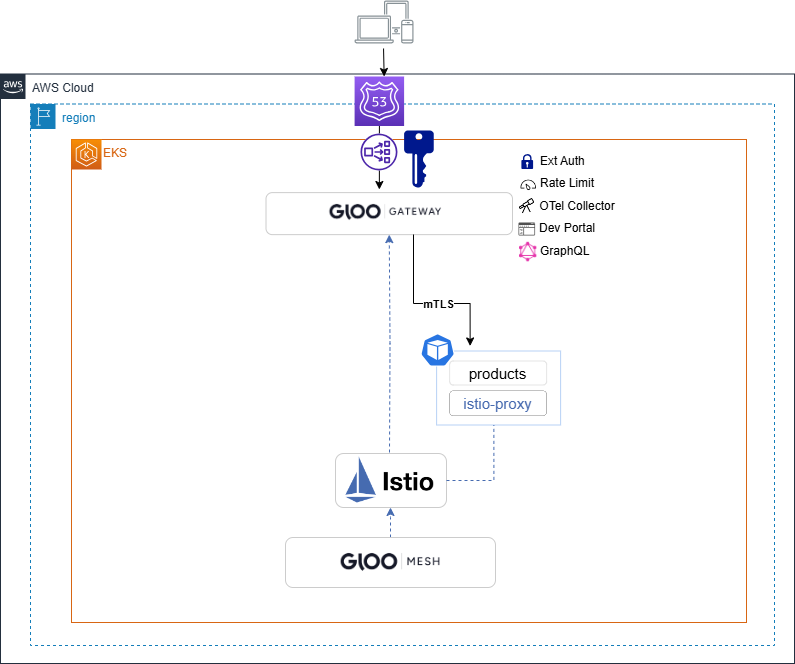 aws
AWS Cloud
53
region
EKS
Ext Auth
Rate Limit
OTel Collector
Dev Portal
GraphQL
GLOO GATEWAY
mTLS
products
istio-proxy
Istio
GLOO MESH